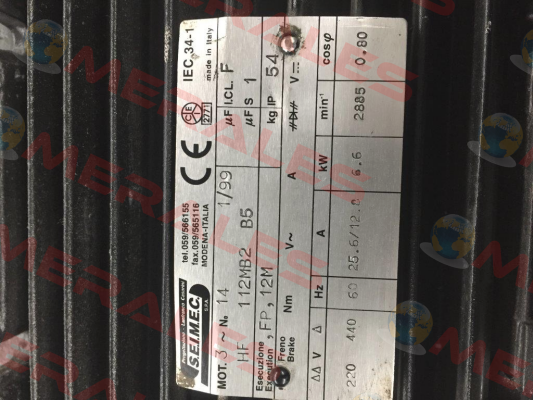 S.E.I.M.E.C.
S.P.A.
tel.059/566155
fax.059/565116
MODENA-ITALIA
CE
2771
IEC 34-1
made in Italy
MOT. 3 ~ № 14 1/99 µF I.CL. F
HF 112MB2 B5 µF S 1
Esecuzione
Execution ,FP,12M kg IP 54
Freno
Brake Nm V~ A V
ΔΔ V Δ Hz A kW min⁻¹ cosφ
220 440 60 25.6/12.8 6.6 2885 0.80
MERALES